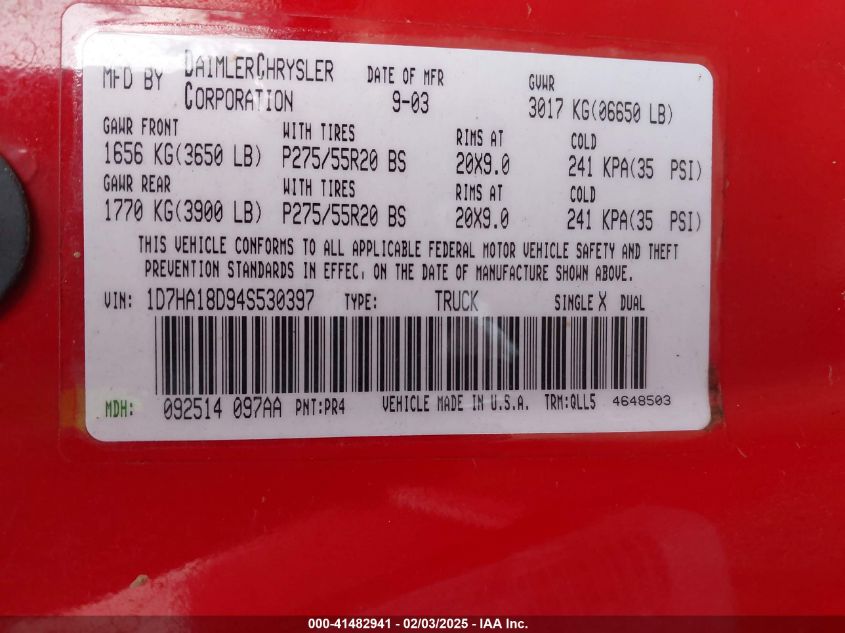 MFD BY DAIMLERCHRYSLER CORPORATION DATE OF MFR 9-03 GVWR 3017 KG(06650 LB)
GAWR FRONT WITH TIRES RIMS AT COLD
1656 KG(3650 LB) P275/55R20 BS 20X9.0 241 KPA(35 PSI)
GAWR REAR WITH TIRES RIMS AT COLD
1770 KG(3900 LB) P275/55R20 BS 20X9.0 241 KPA(35 PSI)
THIS VEHICLE CONFORMS TO ALL APPLICABLE FEDERAL MOTOR VEHICLE SAFETY AND THEFT
PREVENTION STANDARDS IN EFFEC. ON THE DATE OF MANUFACTURE SHOWN ABOVE.
VIN: 1D7HA18D94S530397 TYPE: TRUCK SINGLE X DUAL
MDH: 092514 097AA PNT:PR4 VEHICLE MADE IN U.S.A. TRM:QLL5 4648503
000-41482941 - 02/03/2025 - IAA Inc.